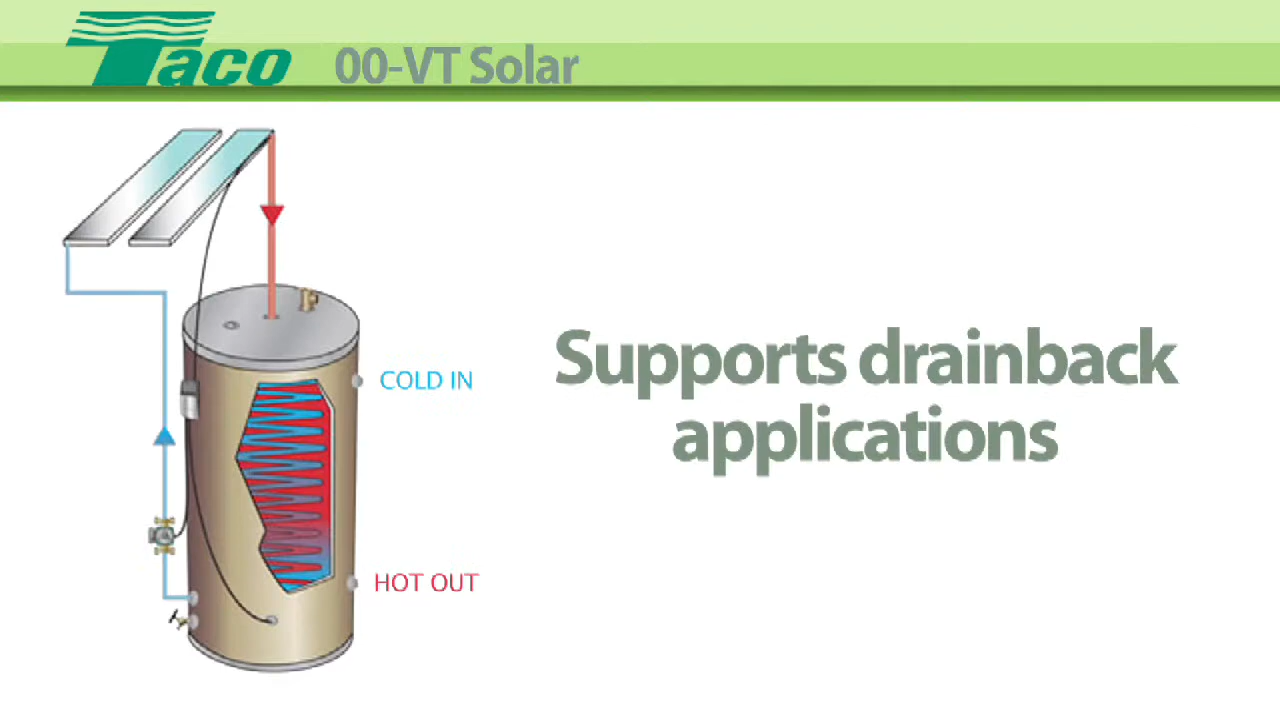 Taco 00-VT Solar
COLD IN
HOT OUT
Supports drainback
applications